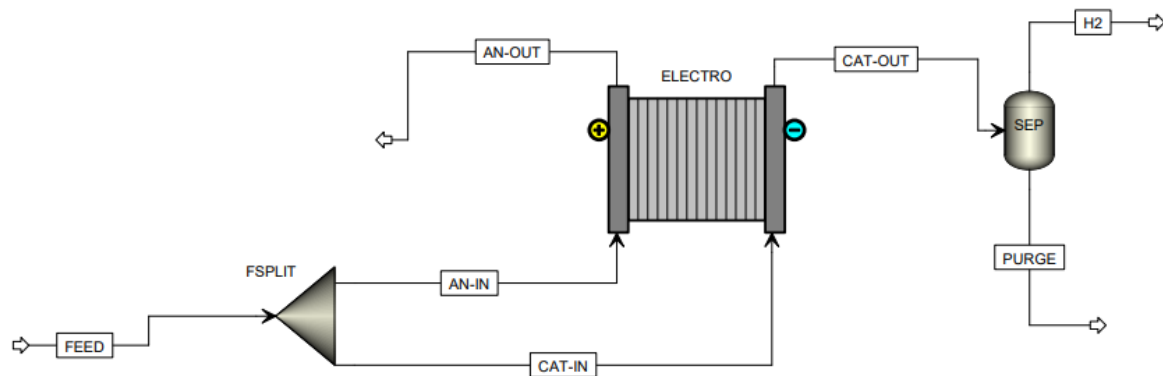 H2
AN-OUT
CAT-OUT
ELECTRO
+
-
SEP
PURGE
FSPLIT
AN-IN
FEED
CAT-IN